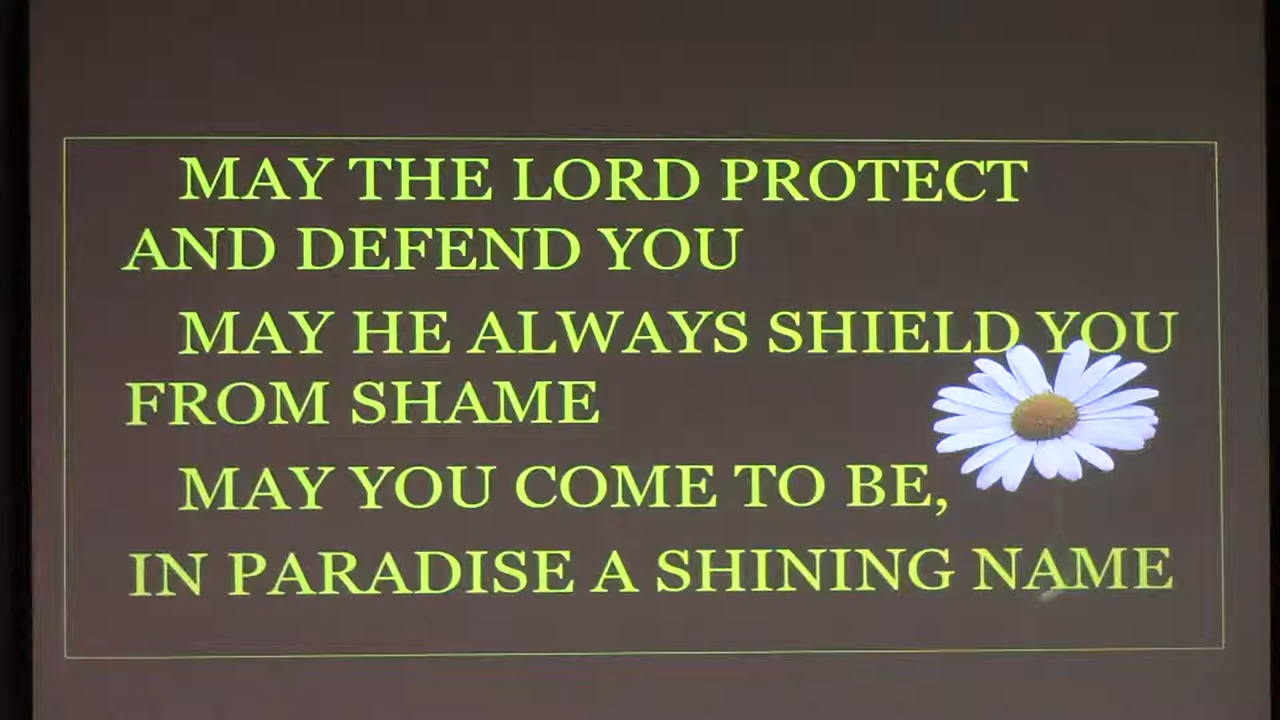 MAY THE LORD PROTECT
AND DEFEND YOU
MAY HE ALWAYS SHIELD YOU
FROM SHAME
MAY YOU COME TO BE,
IN PARADISE A SHINING NAME